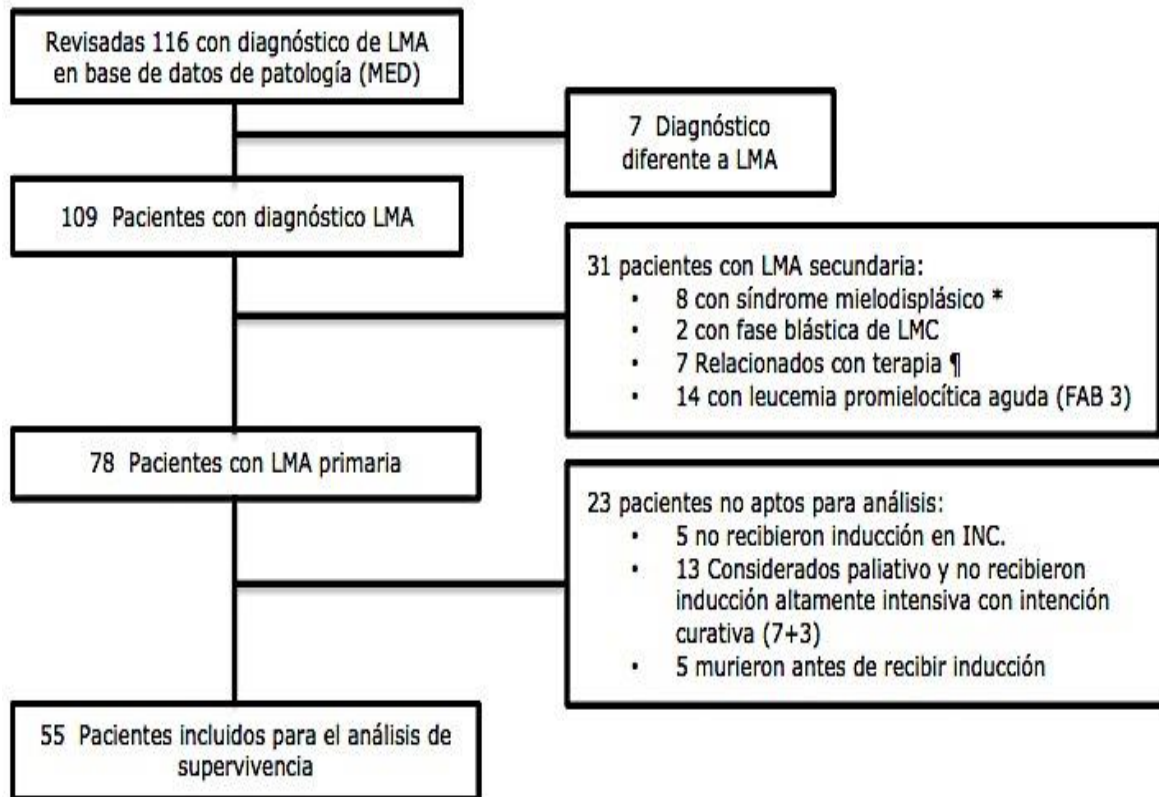 Revisadas 116 con diagnóstico de LMA
en base de datos de patología (MED)
7 Diagnóstico
diferente a LMA
109 Pacientes con diagnóstico LMA
31 pacientes con LMA secundaria:
• 8 con síndrome mielodisplásico *
• 2 con fase blástica de LMC
• 7 Relacionados con terapia ¶
• 14 con leucemia promielocítica aguda (FAB 3)
78 Pacientes con LMA primaria
23 pacientes no aptos para análisis:
• 5 no recibieron inducción en INC.
• 13 Considerados paliativo y no recibieron
inducción altamente intensiva con intención
curativa (7+3)
• 5 murieron antes de recibir inducción
55 Pacientes incluidos para el análisis de
supervivencia